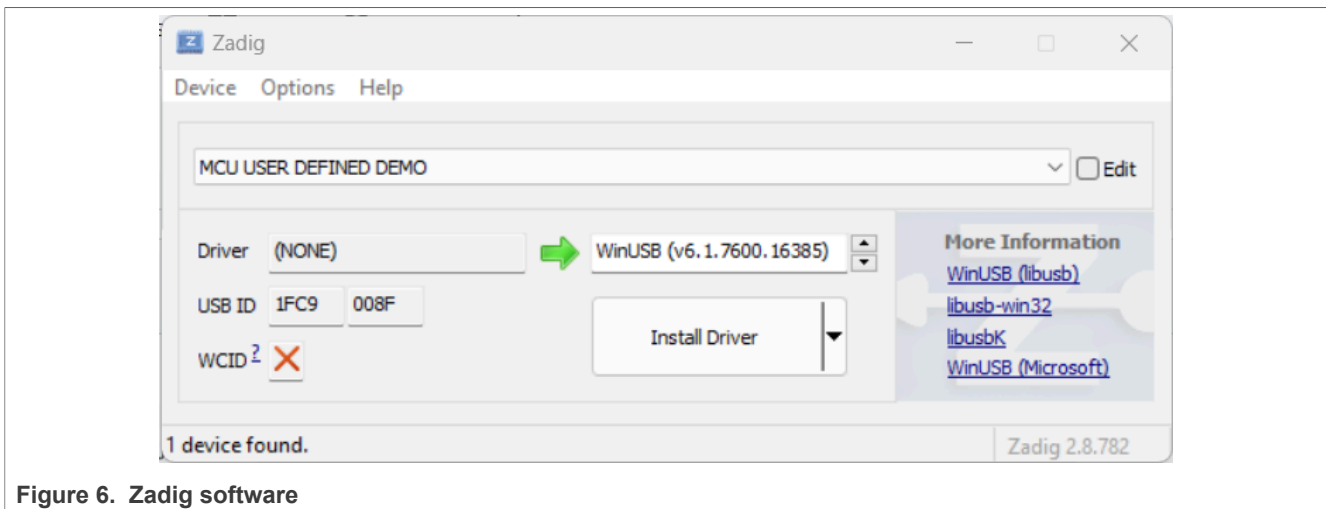 Zadig
Device Options Help
MCU USER DEFINED DEMO Edit
Driver (NONE) WinUSB (v6.1.7600.16385)
USB ID 1FC9 008F
WCID ?
Install Driver
More Information
WinUSB (libusb)
libusb-win32
libusbK
WinUSB (Microsoft)
1 device found. Zadig 2.8.782
Figure 6. Zadig software